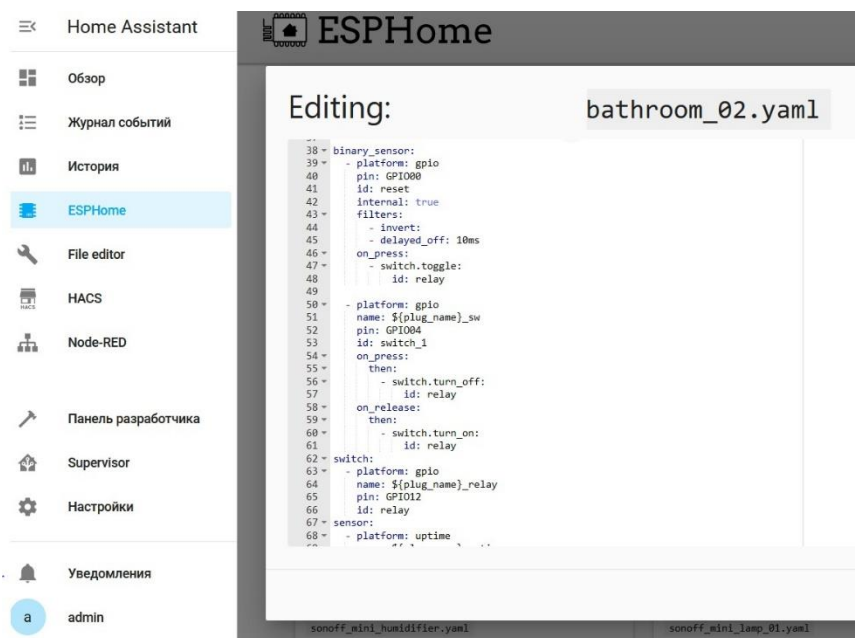 Home Assistant
Обзор
Журнал событий
История
ESPHome
File editor
HACS
HACS
Node-RED
Панель разработчика
Supervisor
Настройки
Уведомления
a
admin
ESPHome
Editing:
bathroom_02.yaml
38 binary_sensor:
39   - platform: gpio
40     pin: GPIO00
41     id: reset
42     internal: true
43     filters:
44       - invert:
45       - delayed_off: 10ms
46     on_press:
47       - switch.toggle:
48           id: relay
49
50   - platform: gpio
51     name: ${plug_name}_sw
52     pin: GPIO04
53     id: switch_1
54     on_press:
55       then:
56         - switch.turn_off:
57             id: relay
58     on_release:
59       then:
60         - switch.turn_on:
61             id: relay
62 switch:
63   - platform: gpio
64     name: ${plug_name}_relay
65     pin: GPIO12
66     id: relay
67 sensor:
68   - platform: uptime
sonoff_mini_humidifier.yaml
sonoff_mini_lamp_01.yaml